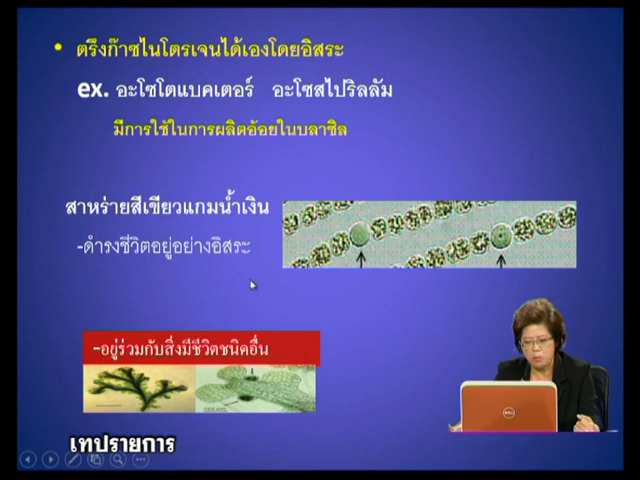 • ตรึงก๊าซไนโตรเจนได้เองโดยอิสระ
ex. อะโซโตแบคเตอร์ อะโซสไปริลลัม
มีการใช้ในการผลิตอ้อยในบลาซิล
สาหร่ายสีเขียวแกมน้ำเงิน
-ดำรงชีวิตอยู่อย่างอิสระ
-อยู่ร่วมกับสิ่งมีชีวิตชนิดอื่น
DELL
เทปรายการ